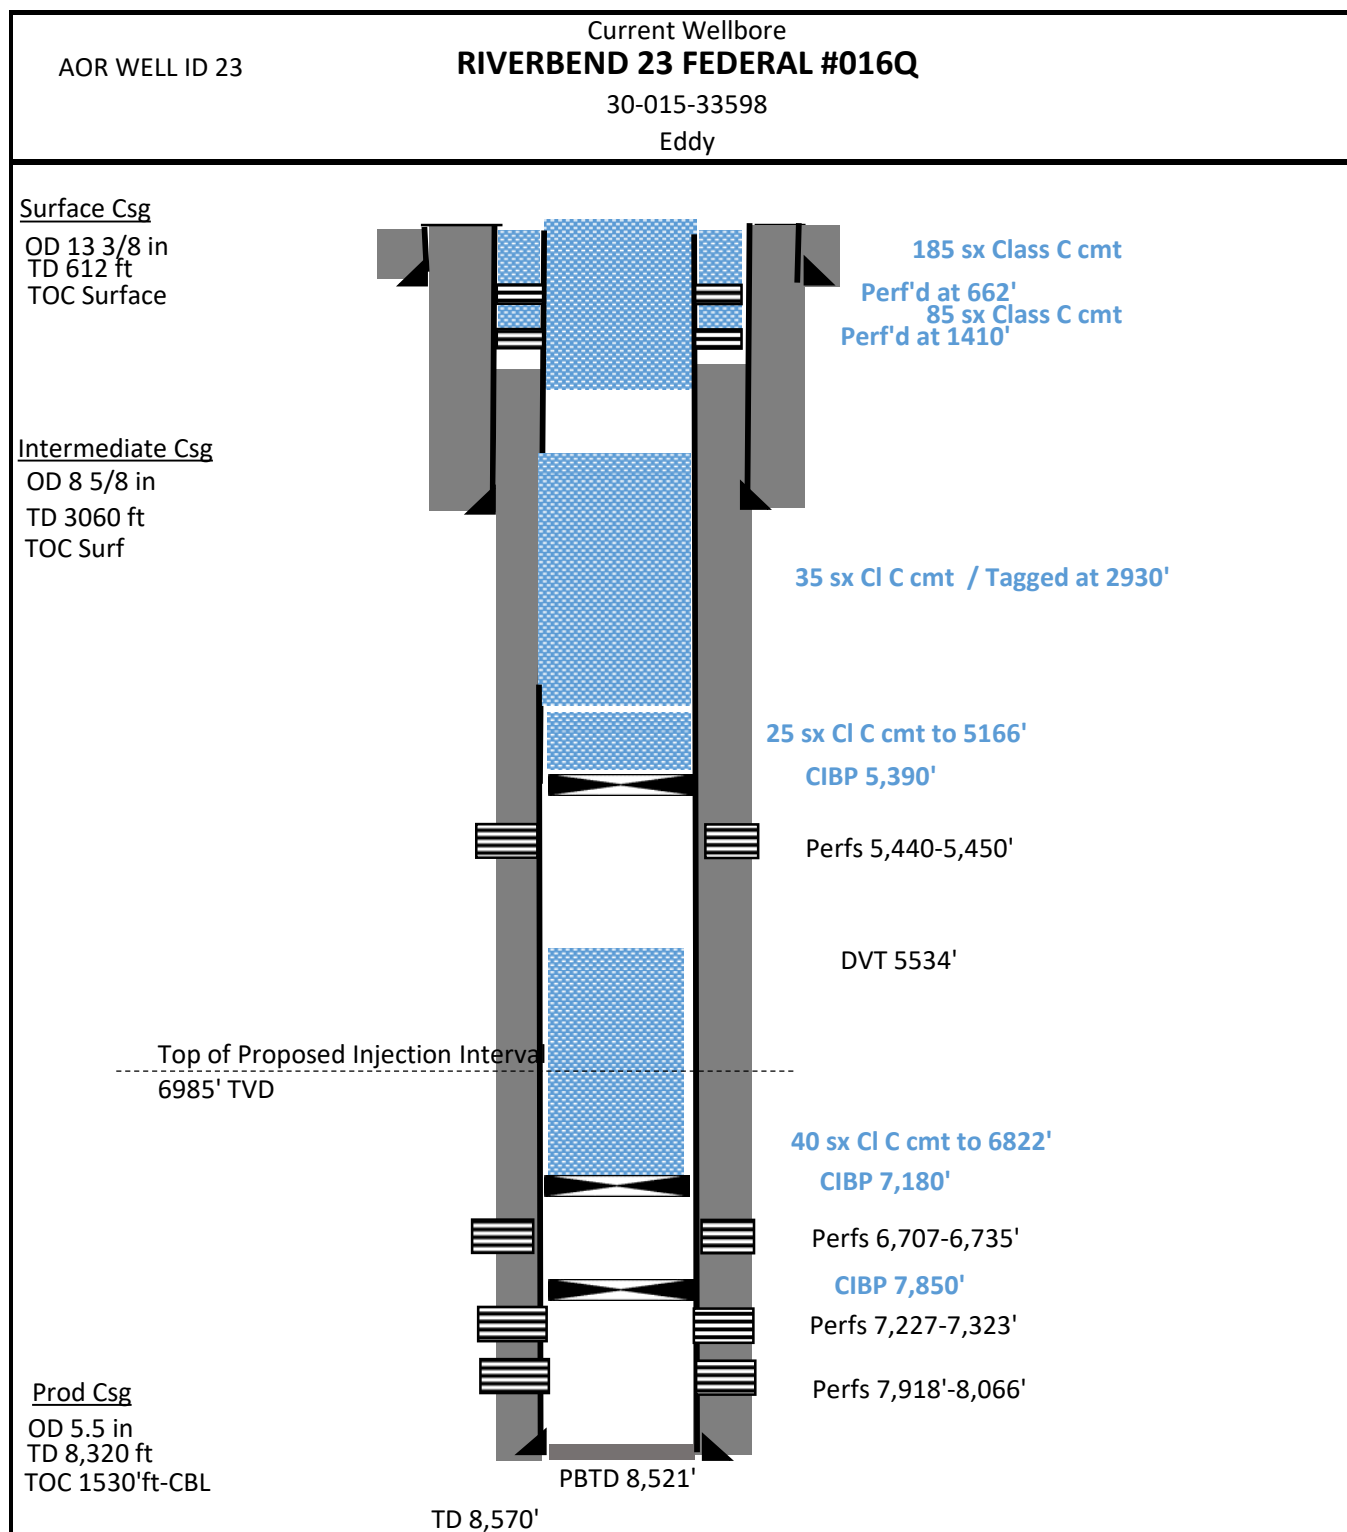 Current Wellbore
AOR WELL ID 23
RIVERBEND 23 FEDERAL #016Q
30-015-33598
Eddy
Surface Csg
OD 13 3/8 in
TD 612 ft
TOC Surface
185 sx Class C cmt
Perf'd at 662'
85 sx Class C cmt
Perf'd at 1410'
Intermediate Csg
OD 8 5/8 in
TD 3060 ft
TOC Surf
35 sx Cl C cmt / Tagged at 2930'
25 sx Cl C cmt to 5166'
CIBP 5,390'
Perfs 5,440-5,450'
DVT 5534'
Top of Proposed Injection Interval
6985' TVD
40 sx Cl C cmt to 6822'
CIBP 7,180'
Perfs 6,707-6,735'
CIBP 7,850'
Perfs 7,227-7,323'
Perfs 7,918'-8,066'
Prod Csg
OD 5.5 in
TD 8,320 ft
TOC 1530'ft-CBL
PBTD 8,521'
TD 8,570'